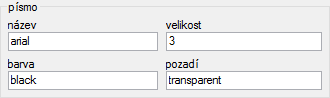 písmo
název velikost
arial 3
barva pozadí
black transparent